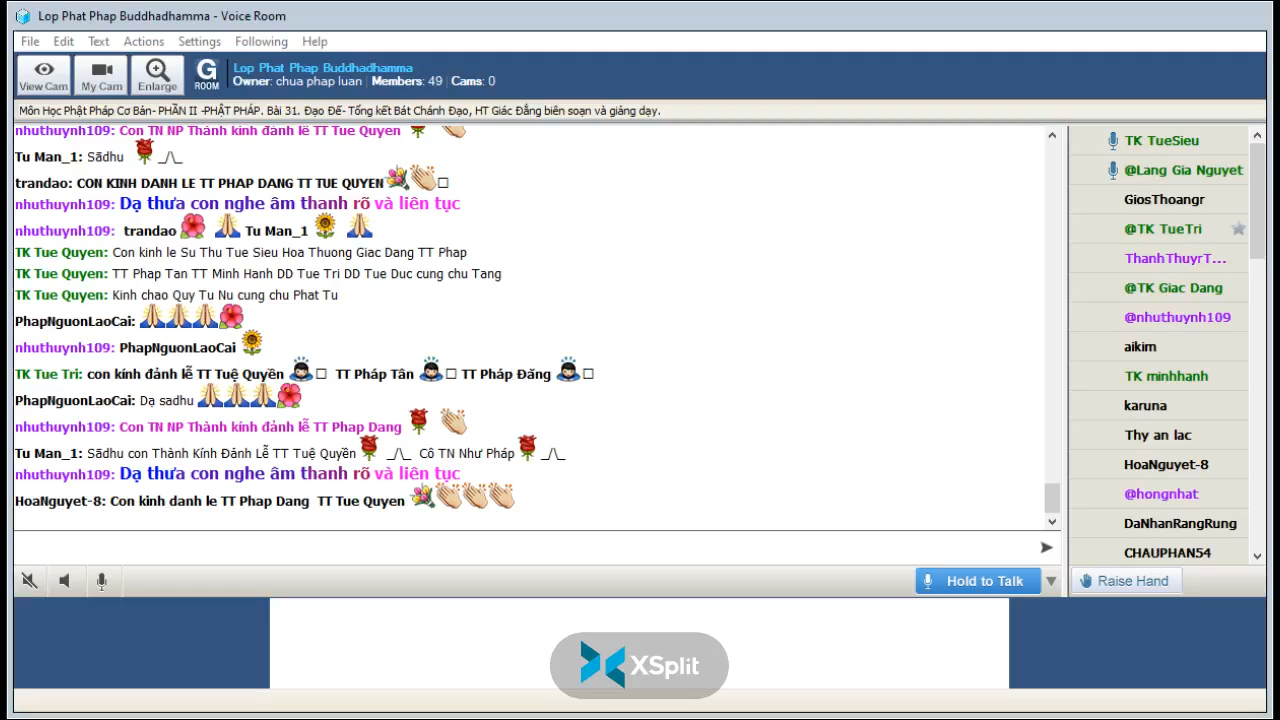 Lop Phat Phap Buddhadhamma - Voice Room
File Edit Text Actions Settings Following Help
View Cam My Cam Enlarge G ROOM
Lop Phat Phap Buddhadhamma
Owner: chua phap luan Members: 49 Cams: 0
Môn Học Phật Pháp Cơ Bản- PHẦN II -PHẬT PHÁP. Bài 31. Đạo Đế- Tổng kết Bát Chánh Đạo, HT Giác Đẳng biên soạn và giảng dạy.
nhuthuynh109: Con TN NP Thành kính đảnh lễ TT Tue Quyen
Tu Man_1: Sādhu _/\_
trandao: CON KINH DANH LE TT PHAP DANG TT TUE QUYEN
nhuthuynh109: Dạ thưa con nghe âm thanh rõ và liên tục
nhuthuynh109: trandao Tu Man_1
TK Tue Quyen: Con kinh le Su Thu Tue Sieu Hoa Thuong Giac Dang TT Phap
TK Tue Quyen: TT Phap Tan TT Minh Hanh DD Tue Tri DD Tue Duc cung chu Tang
TK Tue Quyen: Kinh chao Quy Tu Nu cung chu Phat Tu
PhapNguonLaoCai:
nhuthuynh109: PhapNguonLaoCai
TK Tue Tri: con kính đảnh lễ TT Tuệ Quyền TT Pháp Tân TT Pháp Đăng
PhapNguonLaoCai: Dạ sadhu
nhuthuynh109: Con TN NP Thành kính đảnh lễ TT Phap Dang
Tu Man_1: Sādhu con Thành Kính Đảnh Lễ TT Tuệ Quyền _/\_ Cô TN Như Pháp _/\_
nhuthuynh109: Dạ thưa con nghe âm thanh rõ và liên tục
HoaNguyet-8: Con kinh danh le TT Phap Dang TT Tue Quyen
Hold to Talk
TK TueSieu
@Lang Gia Nguyet
GiosThoangr
@TK TueTri
ThanhThuyrT...
@TK Giac Dang
@nhuthuynh109
aikim
TK minhhanh
karuna
Thy an lac
HoaNguyet-8
@hongnhat
DaNhanRangRung
CHAUPHAN54
Raise Hand
XSplit